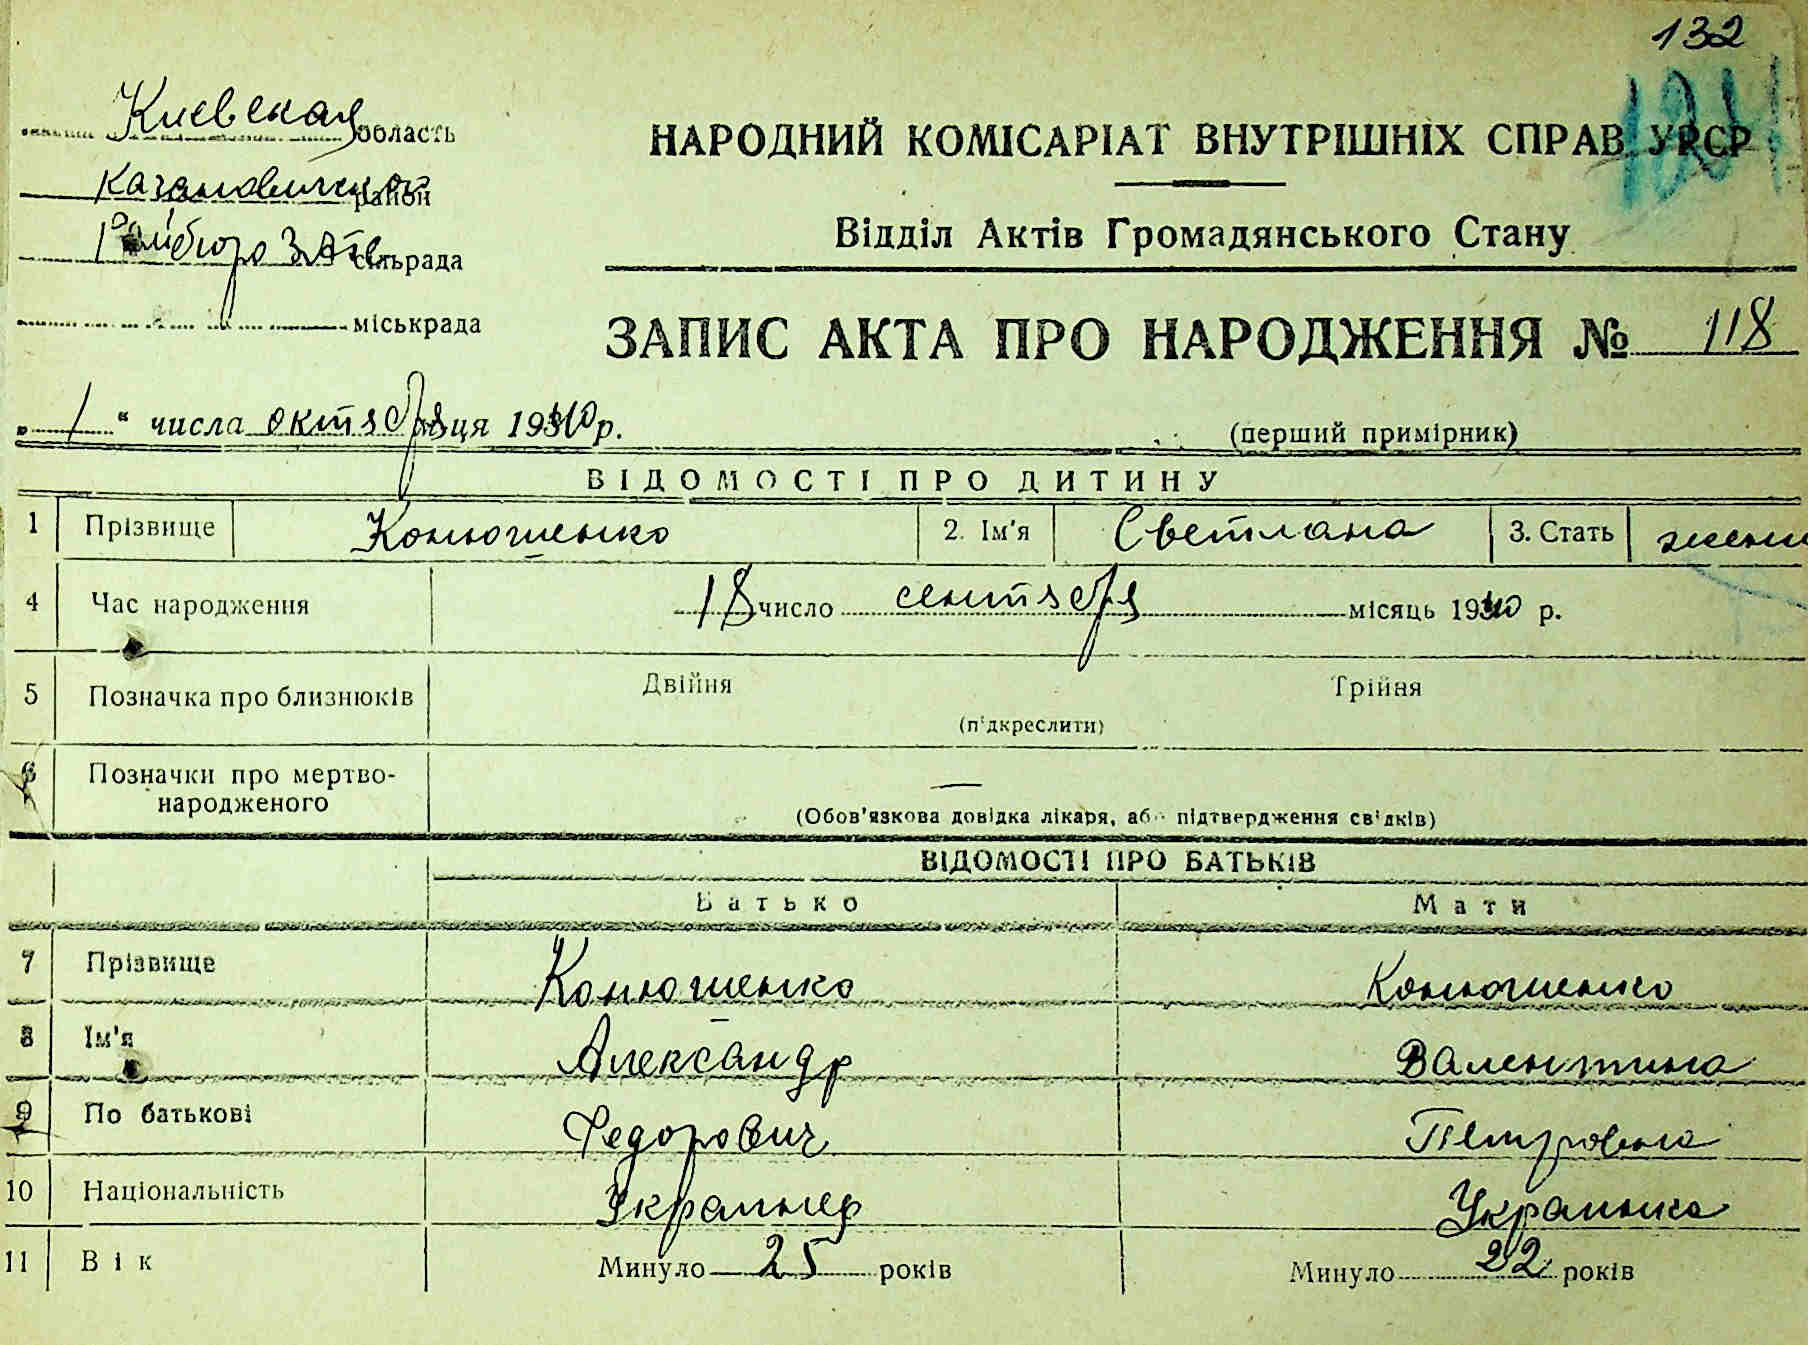 132
Киевская область
Кагановический район
Райбюро ЗАГС сільрада
міськрада
НАРОДНИЙ КОМІСАРІАТ ВНУТРІШНІХ СПРАВ УРСР
Відділ Актів Громадянського Стану
ЗАПИС АКТА ПРО НАРОДЖЕННЯ № 118
„ 1 “ числа октября місяця 1940 р.
(перший примірник)
ВІДОМОСТІ ПРО ДИТИНУ
1 Прізвище Конюшенко 2. Ім'я Светлана 3. Стать женск
4 Час народження 18 число сентября місяць 1940 р.
5 Позначка про близнюків Двійня Трійня
(підкреслити)
6 Позначки про мертво-
народженого —
(Обов'язкова довідка лікаря, або підтвердження свідків)
ВІДОМОСТІ ПРО БАТЬКІВ
Батько Мати
7 Прізвище Конюшенко Конюшенко
8 Ім'я Александр Валентина
9 По батькові Федорович Петровна
10 Національність Украинец Украинка
11 Вік Минуло 25 років Минуло 22 років